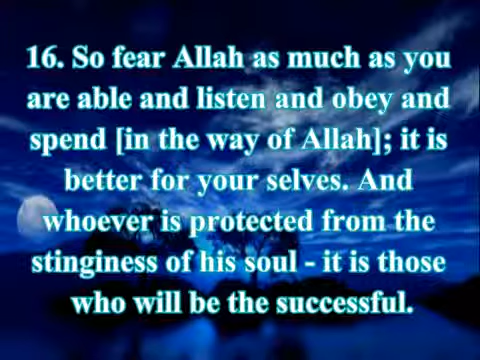 16. So fear Allah as much as you
are able and listen and obey and
spend [in the way of Allah]; it is
better for your selves. And
whoever is protected from the
stinginess of his soul - it is those
who will be the successful.